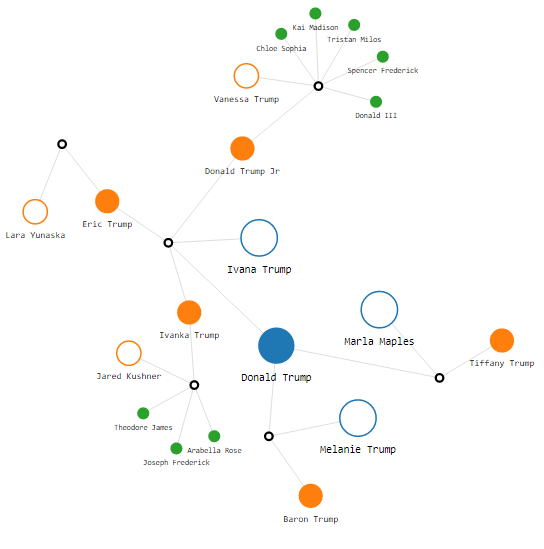 Kai Madison
Tristan Milos
Chloe Sophia
Spencer Frederick
Vanessa Trump
Donald III
Donald Trump Jr
Eric Trump
Lara Yunaska
Ivana Trump
Ivanka Trump
Marla Maples
Tiffany Trump
Jared Kushner
Donald Trump
Theodore James
Arabella Rose
Melanie Trump
Joseph Frederick
Baron Trump